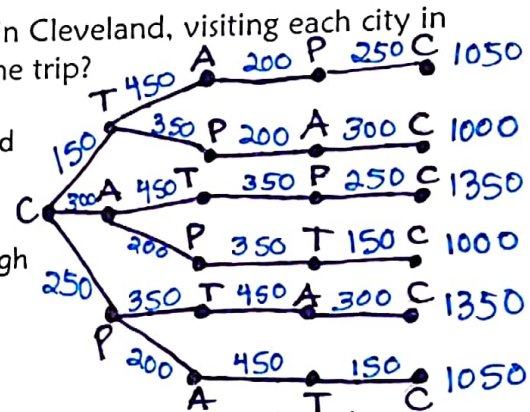 n Cleveland, visiting each city in
ne trip?
A 200 P 250 C 1050
T 450
d
350 P 200 A 300 C 1000
150
300 A 450 T 350 P 250 C 1350
C
200 P 350 T 150 C 1000
gh
250
350 T 450 A 300 C 1350
P
200 450 150 1050
A T C